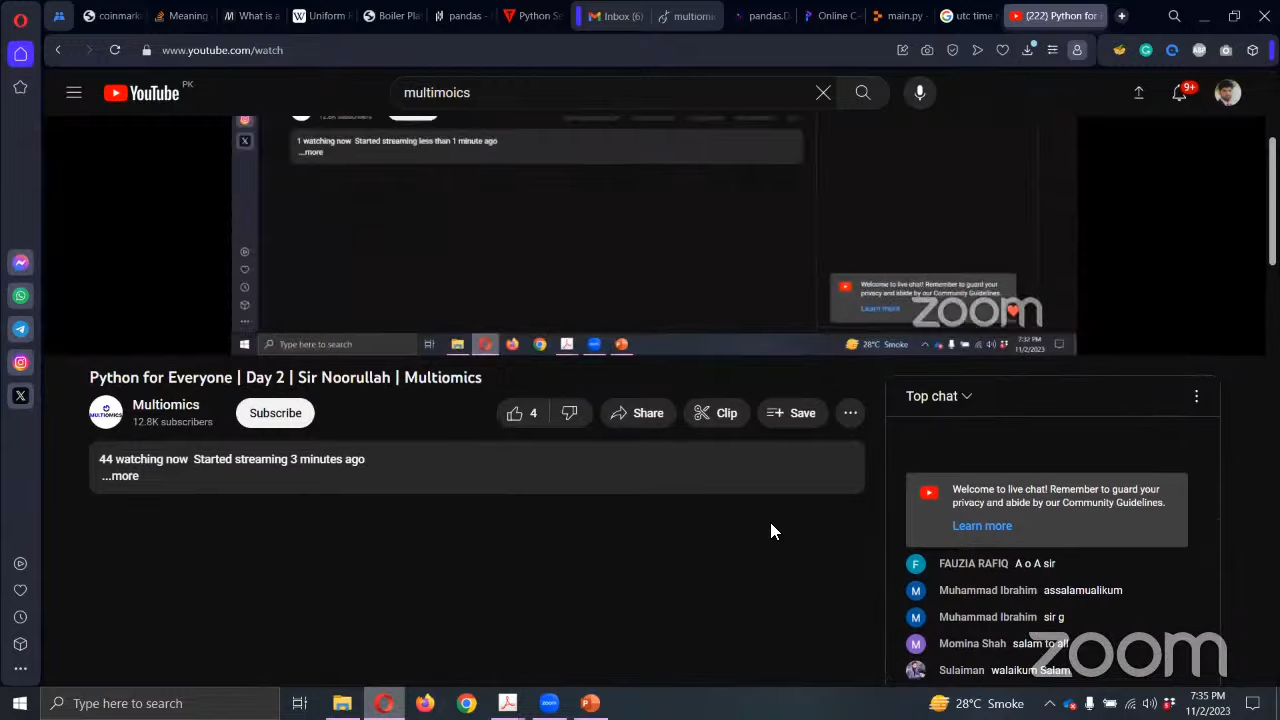 coinmark
Meaning
What is a
Uniform R
Boiler Plat
pandas -
Python Se
Inbox (
multiomi
pandas.D
Online C
main.py -
utc time
(222) Python for E
www.youtube.com/watch
YouTube PK
multimoics
9+
1 watching now Started streaming less than 1 minute ago
...more
Welcome to live chat! Remember to guard your
privacy and abide by our Community Guidelines.
Learn more
zoom
Type here to search
28°C Smoke
7:32 PM
11/2/2023
Python for Everyone | Day 2 | Sir Noorullah | Multiomics
MULTIOMICS
Multiomics
12.8K subscribers
Subscribe
4
Share
Clip
Save
44 watching now Started streaming 3 minutes ago
...more
Top chat
Welcome to live chat! Remember to guard your
privacy and abide by our Community Guidelines.
Learn more
F FAUZIA RAFIQ A o A sir
M Muhammad Ibrahim assalamualikum
M Muhammad Ibrahim sir g
M Momina Shah salam to all
Sulaiman walaikum Salam
zoom
Type here to search
28°C Smoke
7:35 PM
11/2/2023